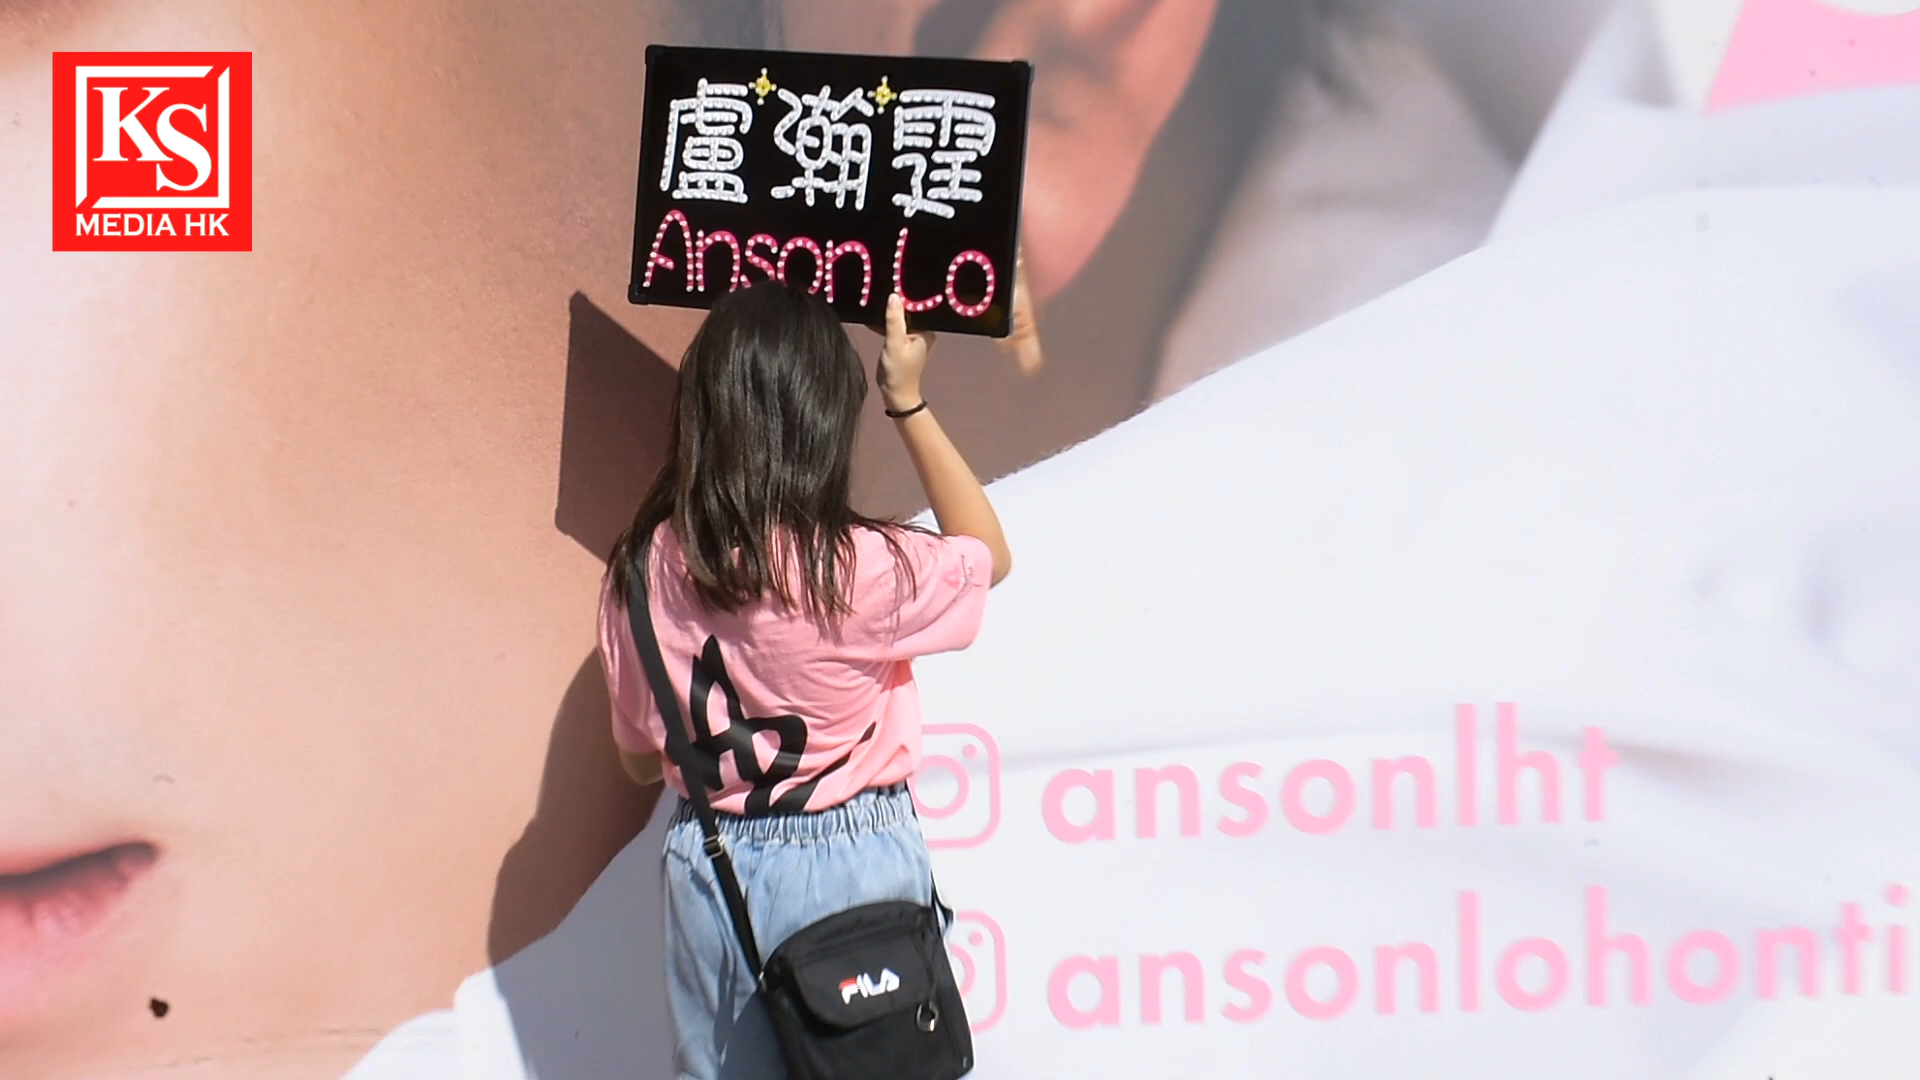 KS
MEDIA HK
盧瀚霆
Anson Lo
FILA
ansonlht
ansonlohonti